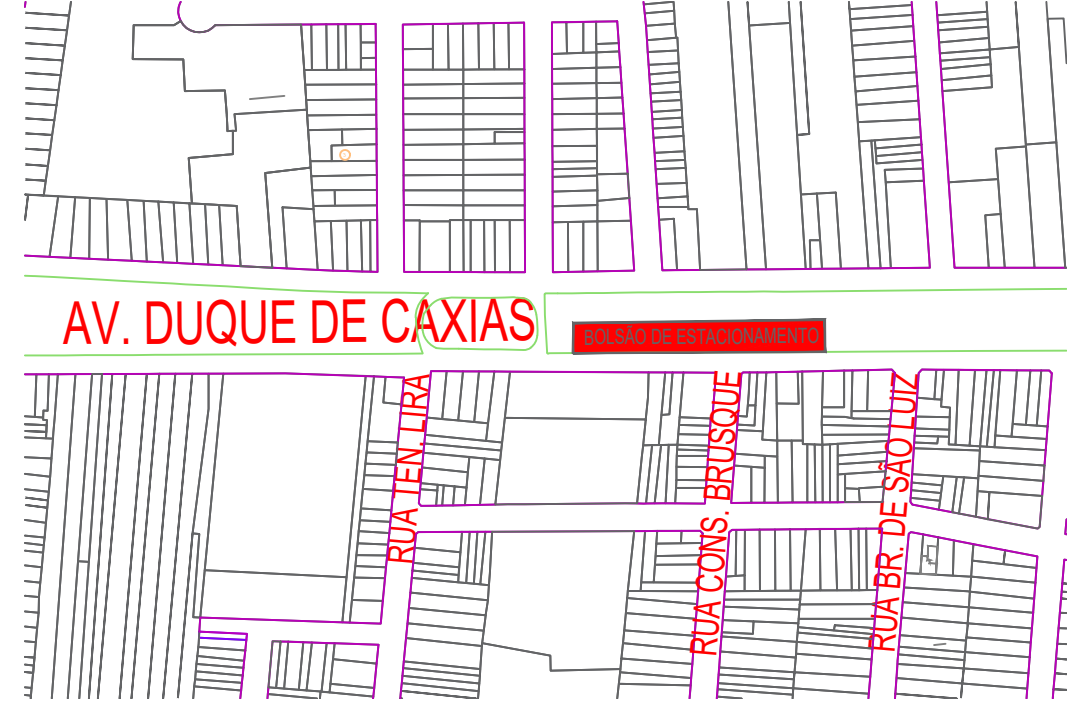 AV. DUQUE DE CAXIAS
BOLSÃO DE ESTACIONAMENTO
RUA TEN. LIRA
RUA CONS. BRUSQUE
RUA BR. DE SÃO LUIZ